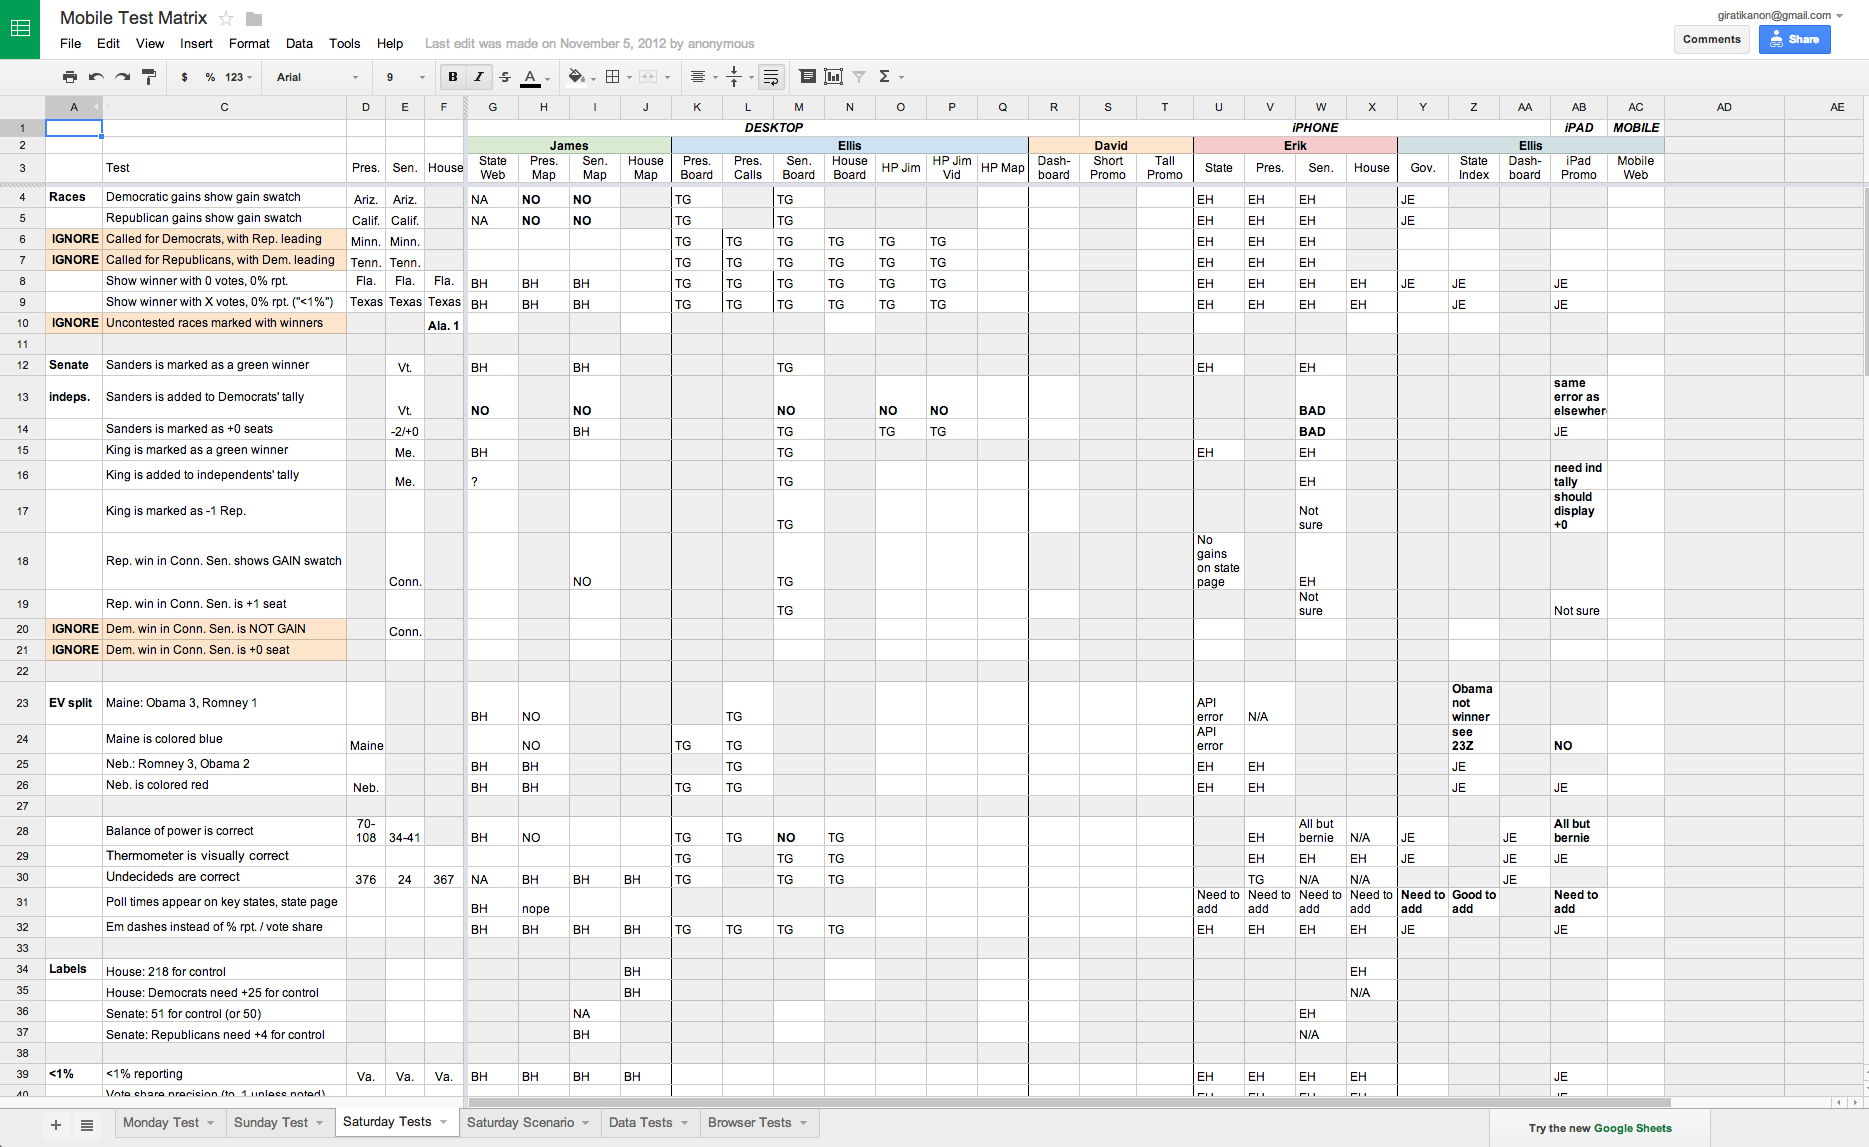 Mobile Test Matrix
giratikanon@gmail.com
File Edit View Insert Format Data Tools Help Last edit was made on November 5, 2012 by anonymous
Comments Share
$ % 123 Arial 9 B I S A Σ
A C D E F G H I J K L M N O P Q R S T U V W X Y Z AA AB AC AD AE
1 DESKTOP iPHONE iPAD MOBILE
2 James Ellis David Erik Ellis
3 Test Pres. Sen. House State Web Pres. Map Sen. Map House Map Pres. Board Pres. Calls Sen. Board House Board HP Jim HP Jim Vid HP Map Dash-board Short Promo Tall Promo State Pres. Sen. House Gov. State Index Dash-board iPad Promo Mobile Web
4 Races Democratic gains show gain swatch Ariz. Ariz. NA NO NO TG TG EH EH EH JE
5 Republican gains show gain swatch Calif. Calif. NA NO NO TG TG EH EH EH JE
6 IGNORE Called for Democrats, with Rep. leading Minn. Minn. TG TG TG TG TG TG EH EH EH
7 IGNORE Called for Republicans, with Dem. leading Tenn. Tenn. TG TG TG TG TG TG EH EH EH
8 Show winner with 0 votes, 0% rpt. Fla. Fla. Fla. BH BH BH TG TG TG TG TG TG EH EH EH EH JE JE JE
9 Show winner with X votes, 0% rpt. ("<1%") Texas Texas Texas BH BH BH TG TG TG TG TG TG EH EH EH EH JE JE
10 IGNORE Uncontested races marked with winners Ala. 1
11
12 Senate Sanders is marked as a green winner Vt. BH BH TG EH EH
13 indeps. Sanders is added to Democrats' tally Vt. NO NO NO NO NO BAD same error as elsewher
14 Sanders is marked as +0 seats -2/+0 BH TG TG TG BAD JE
15 King is marked as a green winner Me. BH TG EH EH
16 King is added to independents' tally Me. ? TG EH need ind tally
17 King is marked as -1 Rep. TG Not sure should display +0
18 Rep. win in Conn. Sen. shows GAIN swatch Conn. NO TG No gains on state page EH
19 Rep. win in Conn. Sen. is +1 seat TG Not sure Not sure
20 IGNORE Dem. win in Conn. Sen. is NOT GAIN Conn.
21 IGNORE Dem. win in Conn. Sen. is +0 seat
22
23 EV split Maine: Obama 3, Romney 1 BH NO TG API error N/A Obama not winner
24 Maine is colored blue Maine NO TG TG API error see 23Z NO
25 Neb.: Romney 3, Obama 2 BH BH TG EH EH JE
26 Neb. is colored red Neb. BH BH TG TG EH EH JE JE
27
28 Balance of power is correct 70-108 34-41 BH NO TG TG NO TG EH All but bernie N/A JE JE All but bernie
29 Thermometer is visually correct TG TG TG EH EH EH JE JE JE
30 Undecideds are correct 376 24 367 NA BH BH BH TG TG TG TG N/A N/A JE
31 Poll times appear on key states, state page BH nope Need to add Need to add Need to add Need to add Need to add Good to add Need to add
32 Em dashes instead of % rpt. / vote share BH BH BH BH TG TG TG TG EH EH EH EH JE JE
33
34 Labels House: 218 for control BH EH
35 House: Democrats need +25 for control BH N/A
36 Senate: 51 for control (or 50) NA EH
37 Senate: Republicans need +4 for control BH N/A
38
39 <1% <1% reporting Va. Va. Va. BH BH BH BH EH EH EH EH JE
40 Vote share precision (to .1 unless noted) EH EH EH EH JE
+ Monday Test Sunday Test Saturday Tests Saturday Scenario Data Tests Browser Tests
Try the new Google Sheets